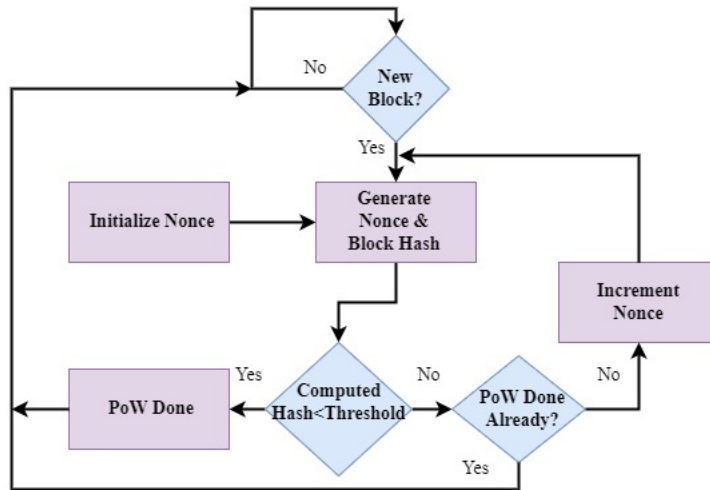 No
New
Block?
Yes
Initialize Nonce
Generate
Nonce &
Block Hash
Increment
Nonce
Yes
No
No
PoW Done
Computed
Hash<Threshold
PoW Done
Already?
Yes